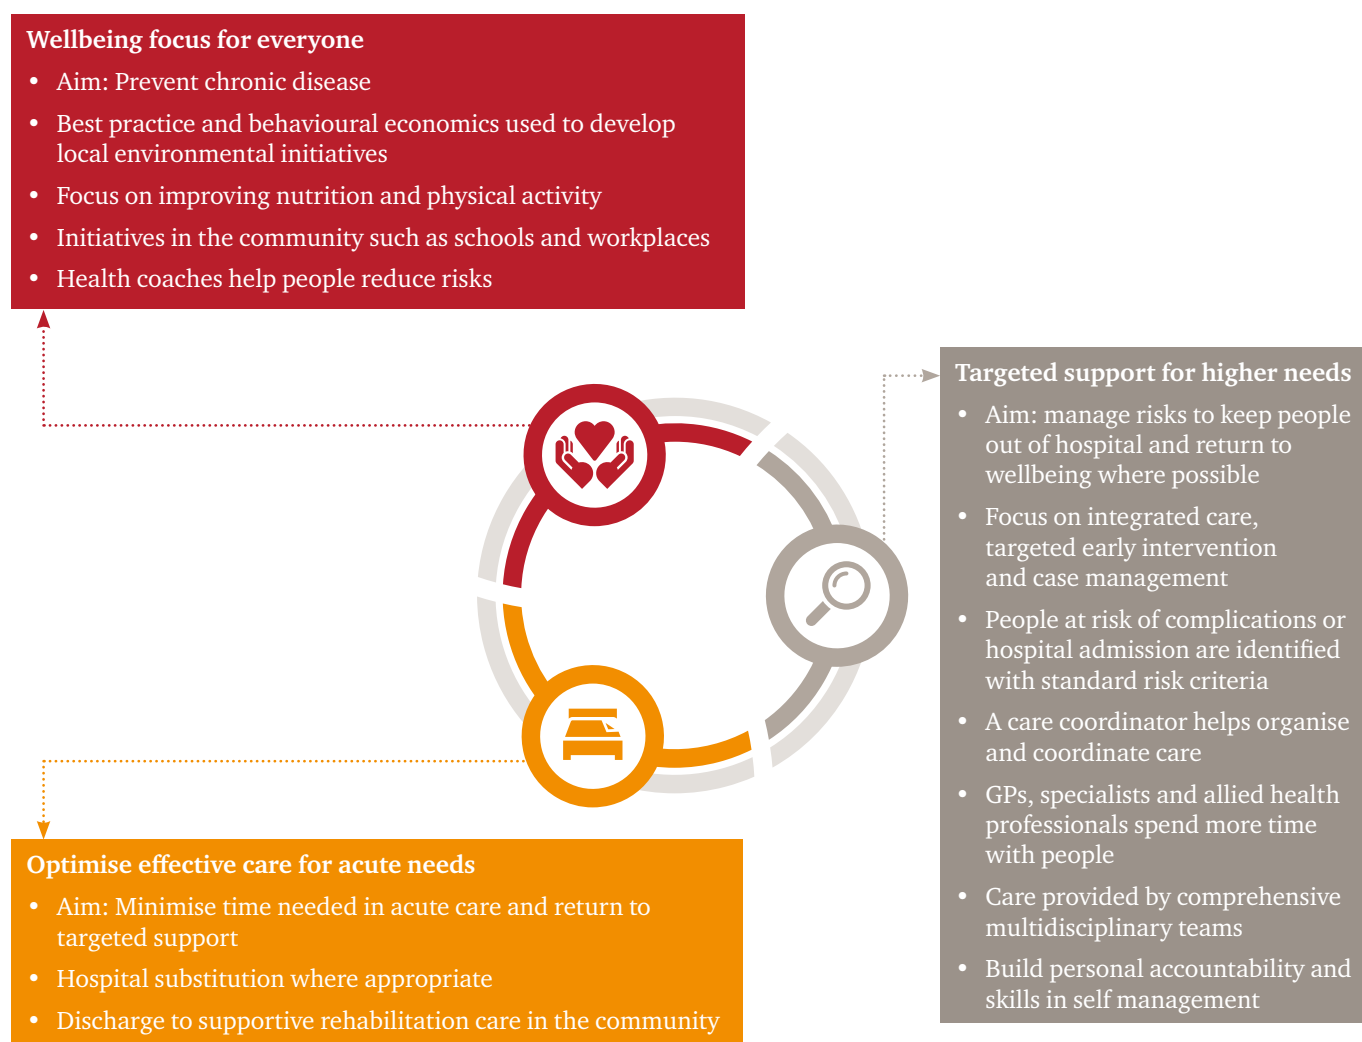 Wellbeing focus for everyone
• Aim: Prevent chronic disease
• Best practice and behavioural economics used to develop
local environmental initiatives
• Focus on improving nutrition and physical activity
• Initiatives in the community such as schools and workplaces
• Health coaches help people reduce risks
Targeted support for higher needs
• Aim: manage risks to keep people
out of hospital and return to
wellbeing where possible
• Focus on integrated care,
targeted early intervention
and case management
• People at risk of complications or
hospital admission are identified
with standard risk criteria
• A care coordinator helps organise
and coordinate care
• GPs, specialists and allied health
professionals spend more time
with people
• Care provided by comprehensive
multidisciplinary teams
• Build personal accountability and
skills in self management
Optimise effective care for acute needs
• Aim: Minimise time needed in acute care and return to
targeted support
• Hospital substitution where appropriate
• Discharge to supportive rehabilitation care in the community